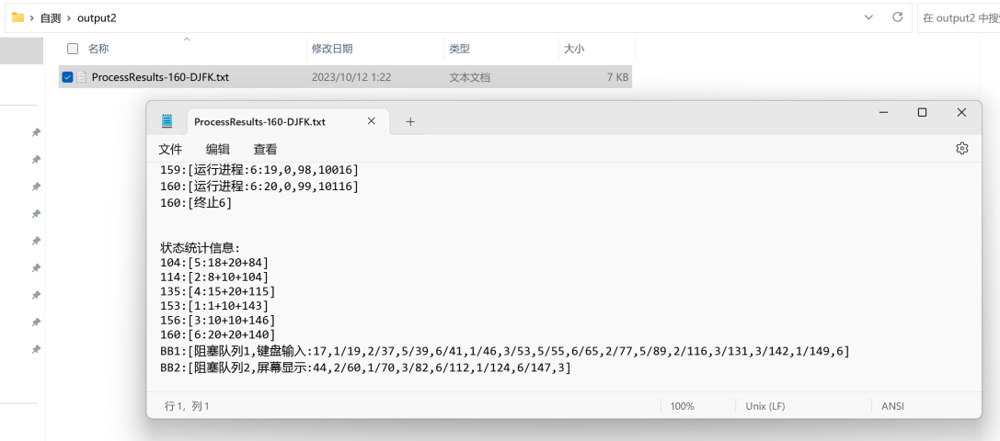 自测 › output2
在 output2 中搜
名称 修改日期 类型 大小
ProcessResults-160-DJFK.txt 2023/10/12 1:22 文本文档 7 KB
ProcessResults-160-DJFK.txt
文件 编辑 查看
159:[运行进程:6:19,0,98,10016]
160:[运行进程:6:20,0,99,10116]
160:[终止6]
状态统计信息:
104:[5:18+20+84]
114:[2:8+10+104]
135:[4:15+20+115]
153:[1:1+10+143]
156:[3:10+10+146]
160:[6:20+20+140]
BB1:[阻塞队列1,键盘输入:17,1/19,2/37,5/39,6/41,1/46,3/53,5/55,6/65,2/77,5/89,2/116,3/131,3/142,1/149,6]
BB2:[阻塞队列2,屏幕显示:44,2/60,1/70,3/82,6/112,1/124,6/147,3]
行 1, 列 1 100% Unix (LF) ANSI